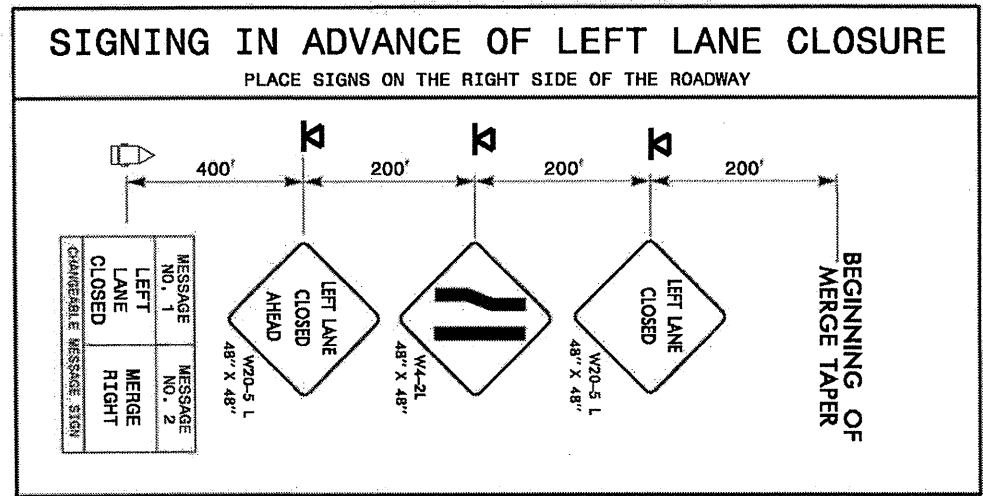 SIGNING IN ADVANCE OF LEFT LANE CLOSURE
PLACE SIGNS ON THE RIGHT SIDE OF THE ROADWAY
400'
200'
200'
200'
MESSAGE
NO. 1
LEFT
LANE
CLOSED
MESSAGE
NO. 2
MERGE
RIGHT
CHANGEABLE MESSAGE SIGN
LEFT LANE
CLOSED
AHEAD
W20-5 L
48" X 48"
W4-2L
48" X 48"
LEFT LANE
CLOSED
W20-5 L
48" X 48"
BEGINNING OF
MERGE TAPER